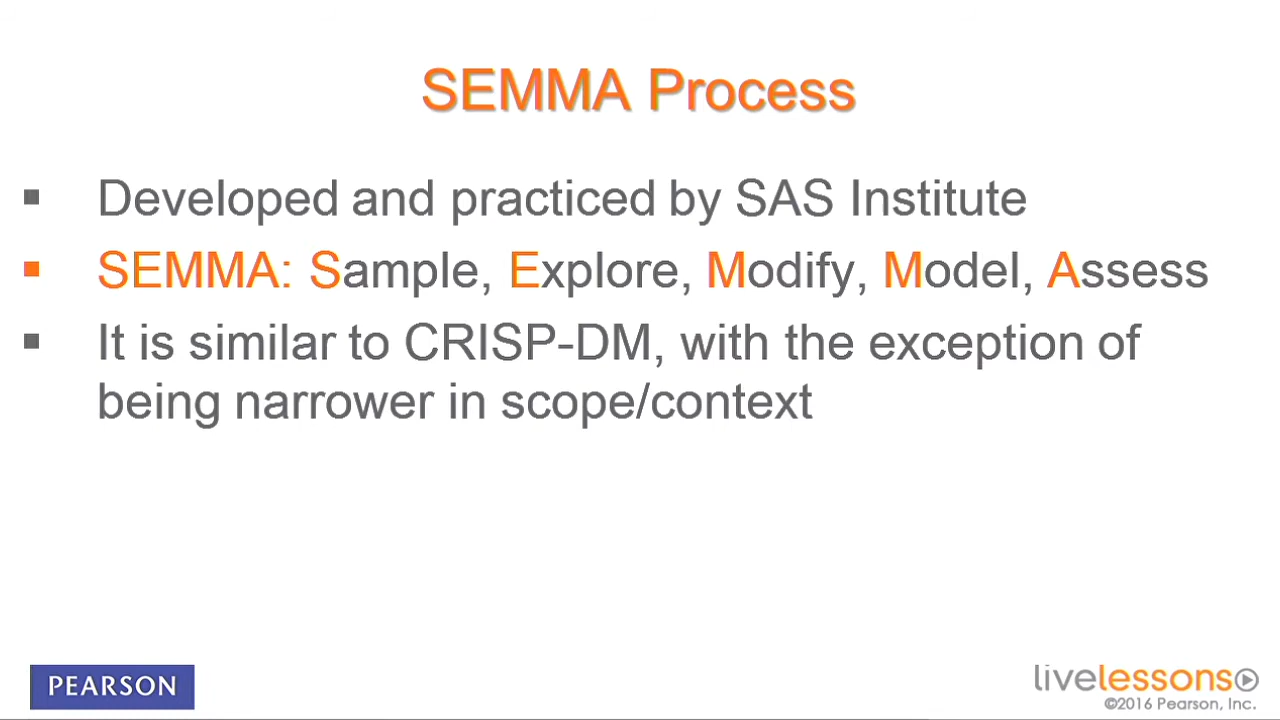 SEMMA Process
▪ Developed and practiced by SAS Institute
▪ SEMMA: Sample, Explore, Modify, Model, Assess
▪ It is similar to CRISP-DM, with the exception of
being narrower in scope/context
PEARSON
livelessons
©2016 Pearson, Inc.